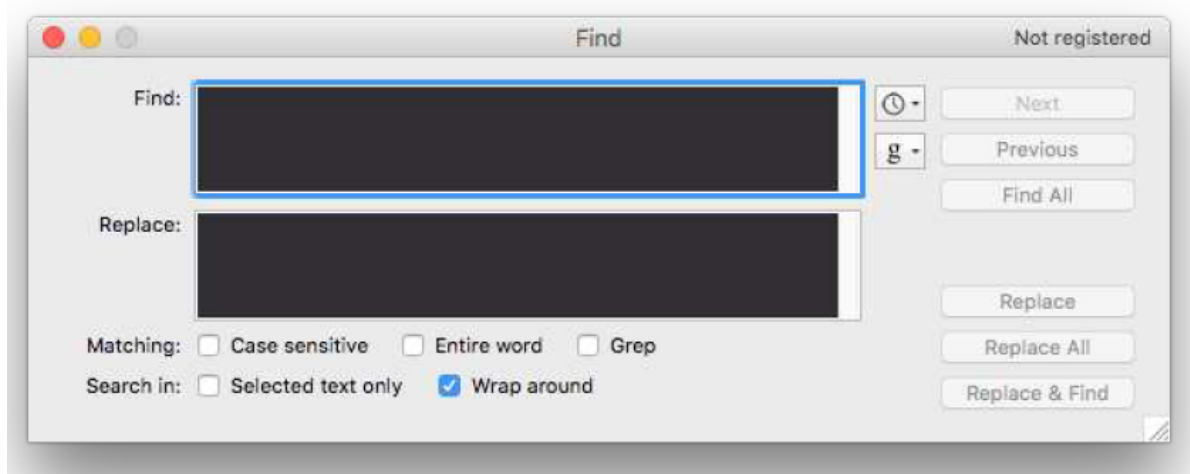 Find
Not registered
Find:
Next
g
Previous
Find All
Replace:
Replace
Matching: Case sensitive Entire word Grep
Replace All
Search in: Selected text only Wrap around
Replace & Find